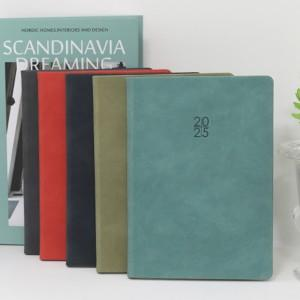 NORDIC HOMES, INTERIORS AND DESIGN
SCANDINAVIA
DREAMING
20
25